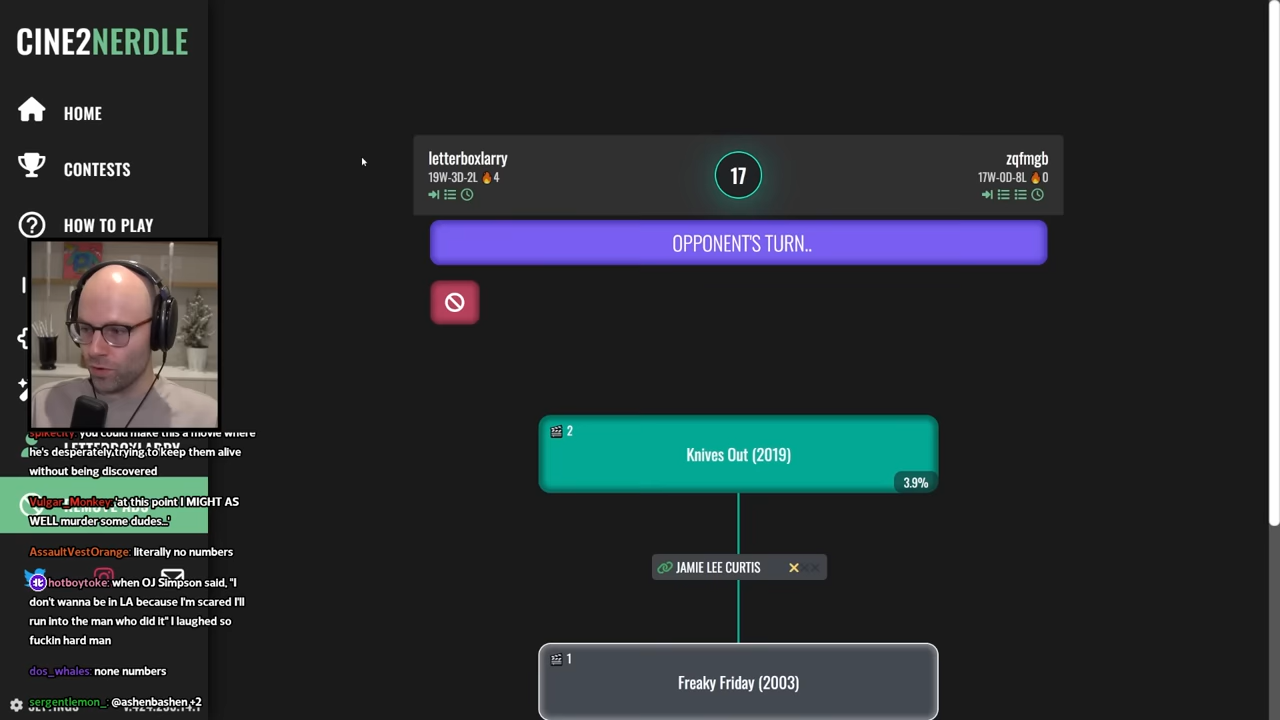 CINE2NERDLE
HOME
CONTESTS
HOW TO PLAY
letterboxlarry
19W-3D-2L 🔥4
17
zqfmgb
17W-0D-8L 🔥0
OPPONENT'S TURN..
2
Knives Out (2019)
3.9%
JAMIE LEE CURTIS
1
Freaky Friday (2003)
spikecity: you could make this a movie where
he's desperately trying to keep them alive
without being discovered
Vulgar_Monkey: 'at this point I MIGHT AS
WELL murder some dudes...'
AssaultVestOrange: literally no numbers
hotboytoke: when OJ Simpson said, "I
don't wanna be in LA because I'm scared I'll
run into the man who did it" I laughed so
fuckin hard man
dos_whales: none numbers
sergentlemon_: @ashenbashen +2